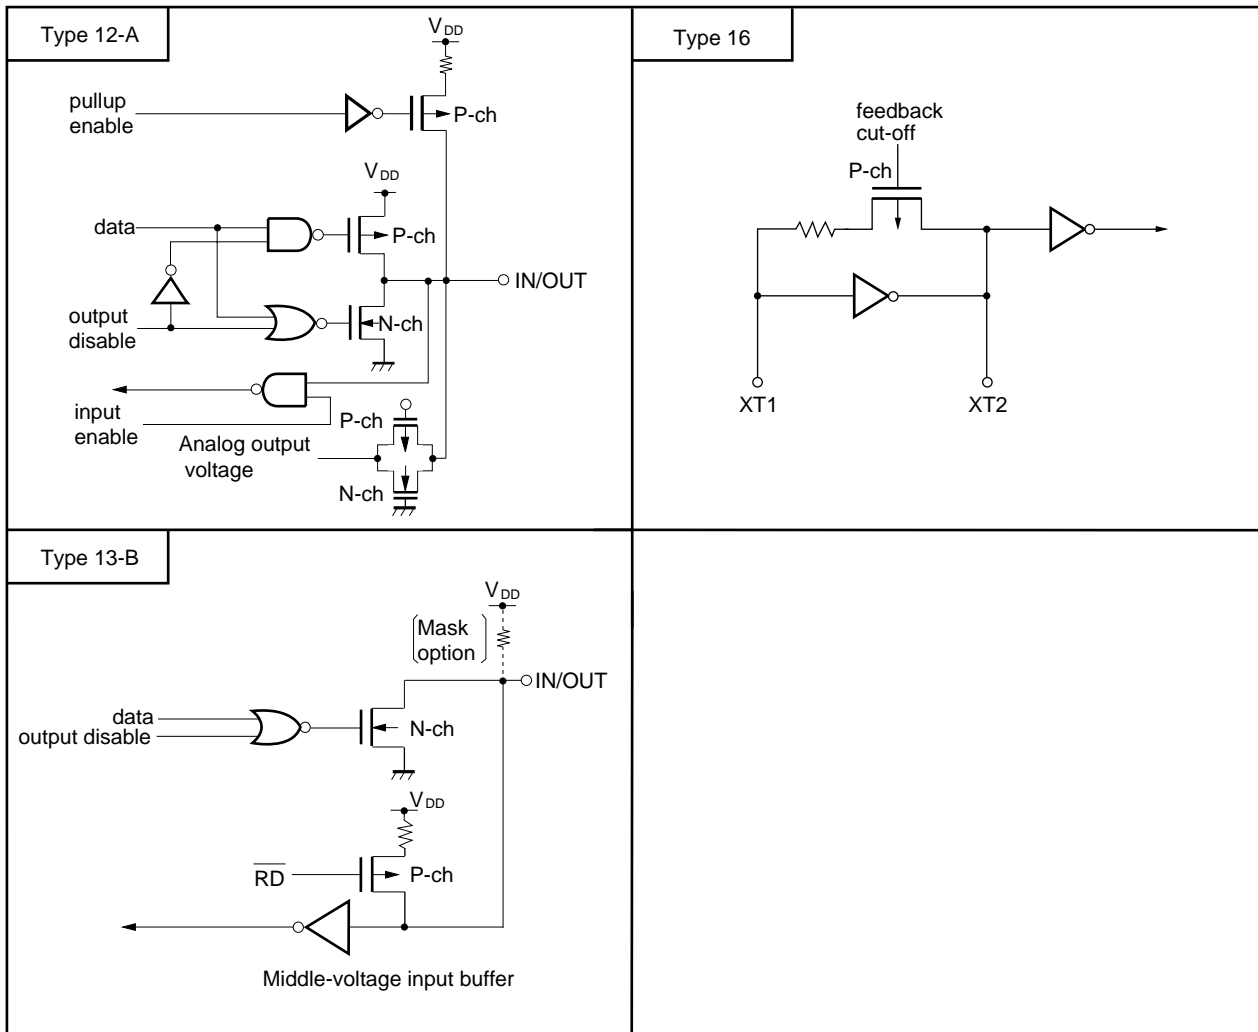 Type 12-A
VDD
pullup
enable
P-ch
VDD
data
P-ch
IN/OUT
output
disable
N-ch
input
enable
P-ch
Analog output
voltage
N-ch
Type 16
feedback
cut-off
P-ch
XT1
XT2
Type 13-B
VDD
Mask
option
IN/OUT
data
output disable
N-ch
VDD
RD
P-ch
Middle-voltage input buffer